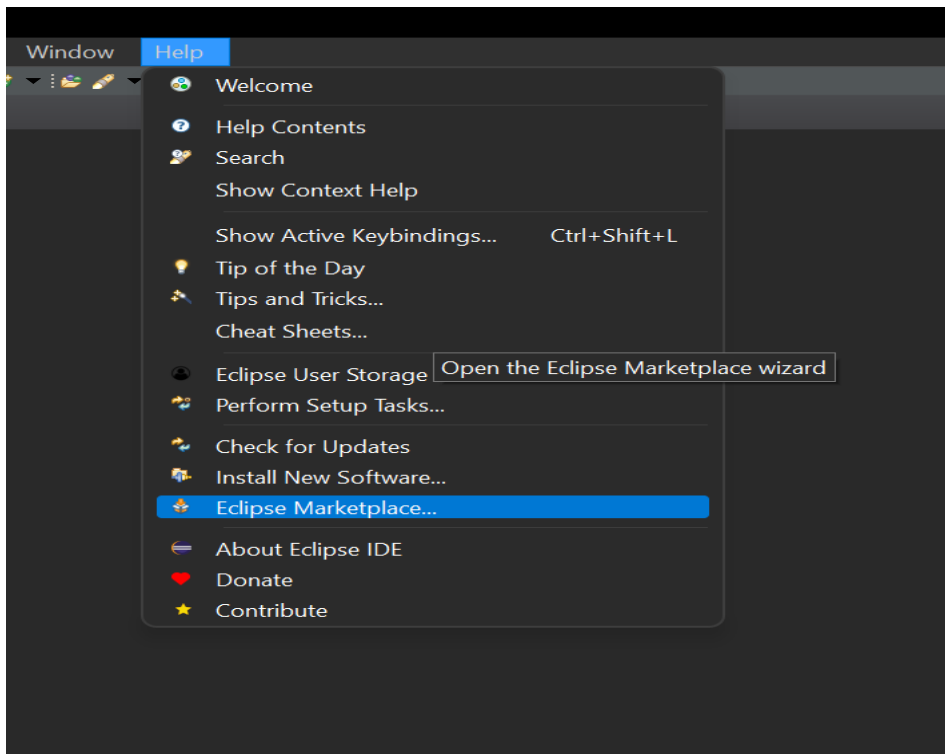 Window Help
Welcome
Help Contents
Search
Show Context Help
Show Active Keybindings... Ctrl+Shift+L
Tip of the Day
Tips and Tricks...
Cheat Sheets...
Open the Eclipse Marketplace wizard
Eclipse User Storage
Perform Setup Tasks...
Check for Updates
Install New Software...
Eclipse Marketplace...
About Eclipse IDE
Donate
Contribute